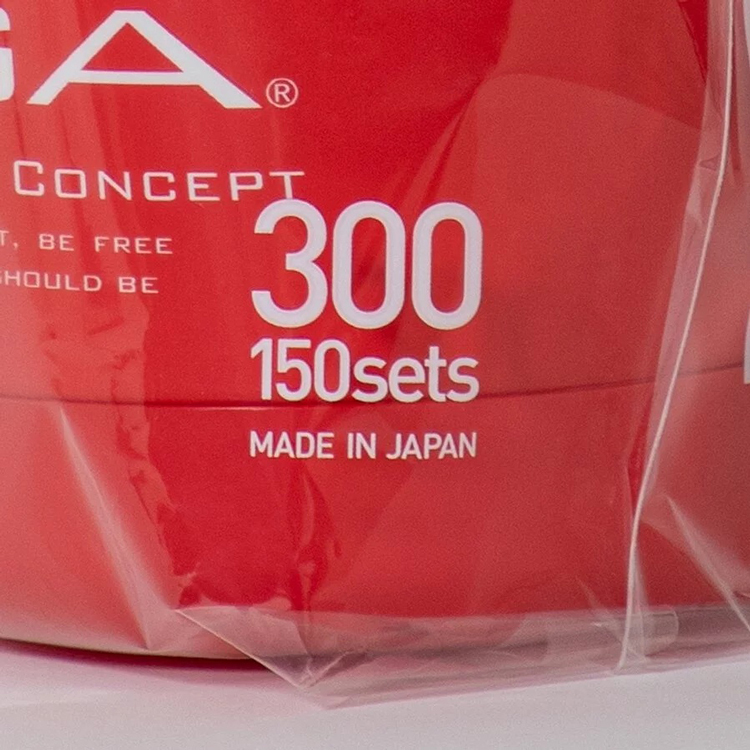 GA®
CONCEPT
T, BE FREE
SHOULD BE
300
150sets
MADE IN JAPAN